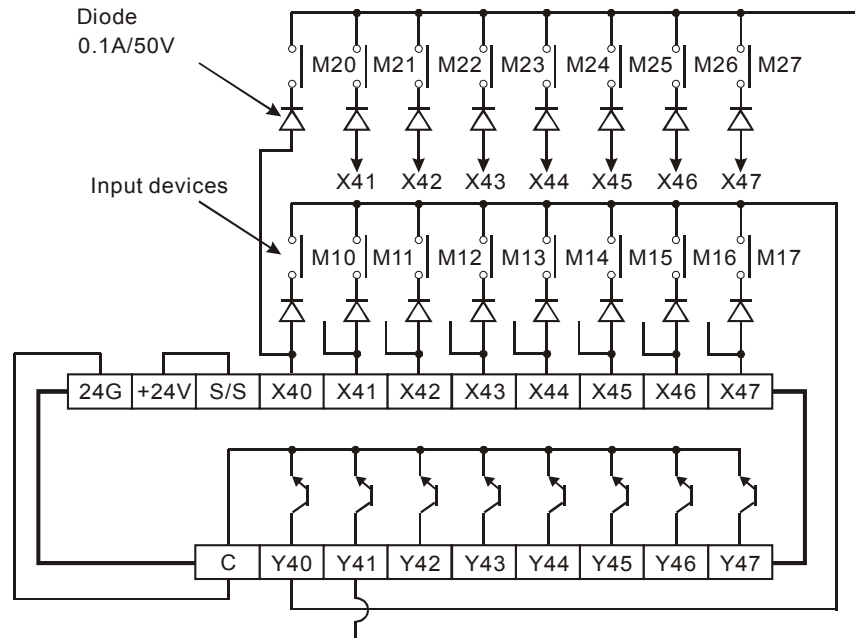 Diode
0.1A/50V
M20 M21 M22 M23 M24 M25 M26 M27
X41 X42 X43 X44 X45 X46 X47
Input devices
M10 M11 M12 M13 M14 M15 M16 M17
24G +24V S/S X40 X41 X42 X43 X44 X45 X46 X47
C Y40 Y41 Y42 Y43 Y44 Y45 Y46 Y47